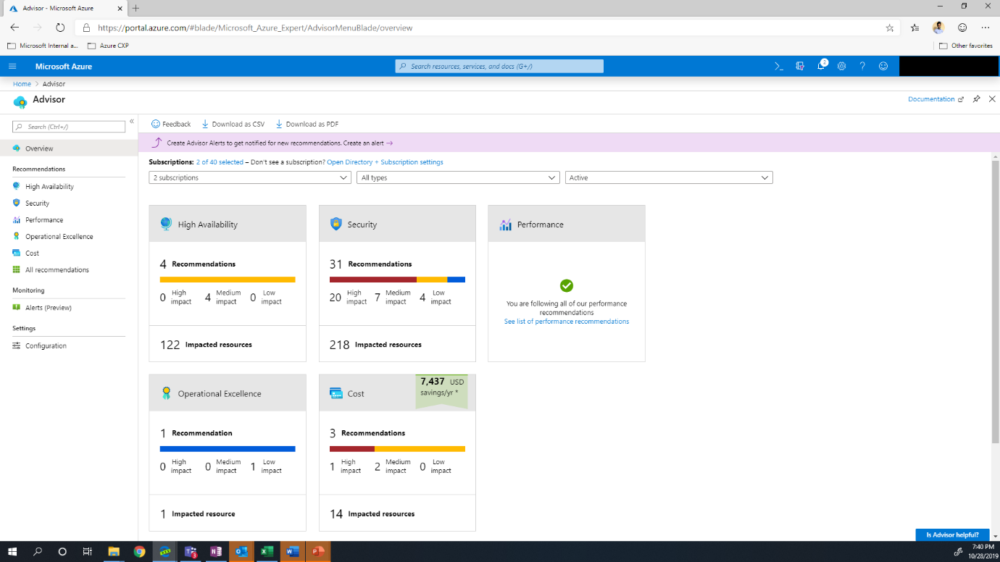 Advisor - Microsoft Azure
https://portal.azure.com/#blade/Microsoft_Azure_Expert/AdvisorMenuBlade/overview
Microsoft Internal a...
Azure CXP
Other favorites
Microsoft Azure
Search resources, services, and docs (G+/)
2
Home > Advisor
Advisor
Documentation
Search (Ctrl+/)
Overview
Recommendations
High Availability
Security
Performance
Operational Excellence
Cost
All recommendations
Monitoring
Alerts (Preview)
Settings
Configuration
Feedback
Download as CSV
Download as PDF
Create Advisor Alerts to get notified for new recommendations. Create an alert →
Subscriptions: 2 of 40 selected – Don't see a subscription? Open Directory + Subscription settings
2 subscriptions
All types
Active
High Availability
4 Recommendations
0 High impact
4 Medium impact
0 Low impact
122 Impacted resources
Security
31 Recommendations
20 High impact
7 Medium impact
4 Low impact
218 Impacted resources
Performance
You are following all of our performance
recommendations
See list of performance recommendations
Operational Excellence
1 Recommendation
0 High impact
0 Medium impact
1 Low impact
1 Impacted resource
Cost
7,437 USD
savings/yr *
3 Recommendations
1 High impact
2 Medium impact
0 Low impact
14 Impacted resources
Is Advisor helpful?
7:40 PM
10/28/2019